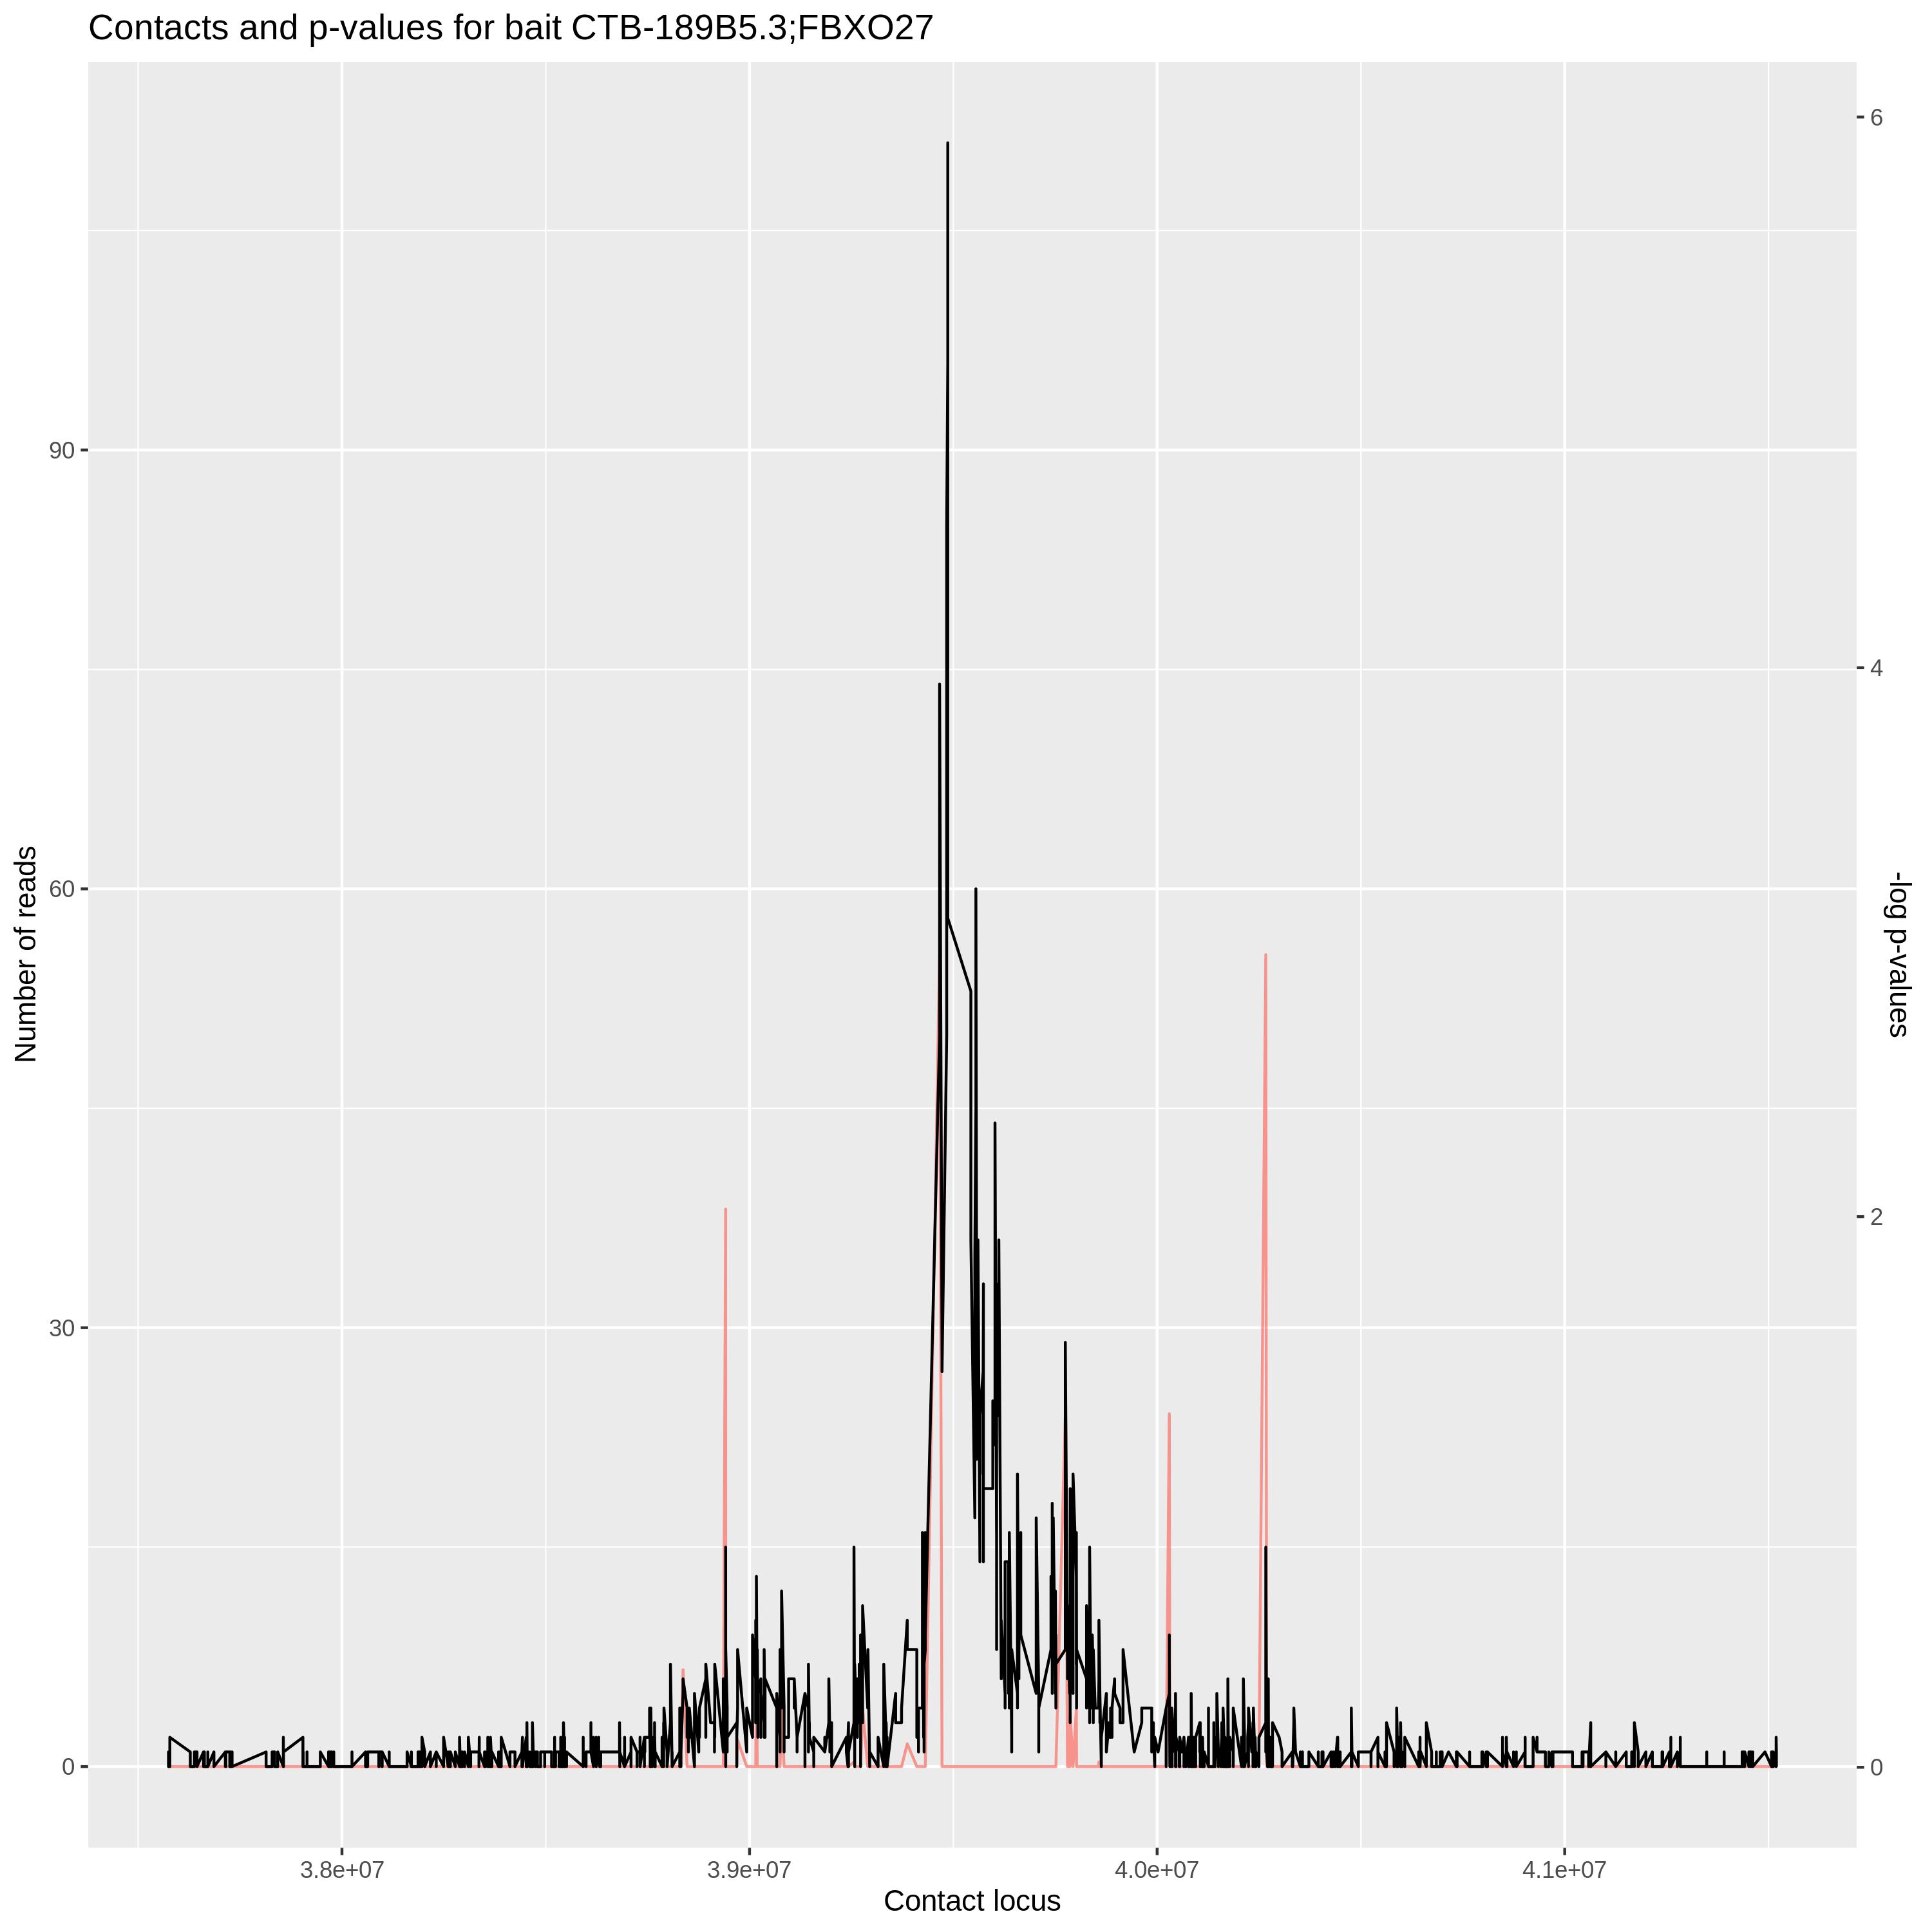 Contacts and p-values for bait CTB-189B5.3;FBXO27
6
90
4
60
Number of reads
-log p-values
2
30
0
0
3.8e+07
3.9e+07
4.0e+07
4.1e+07
Contact locus